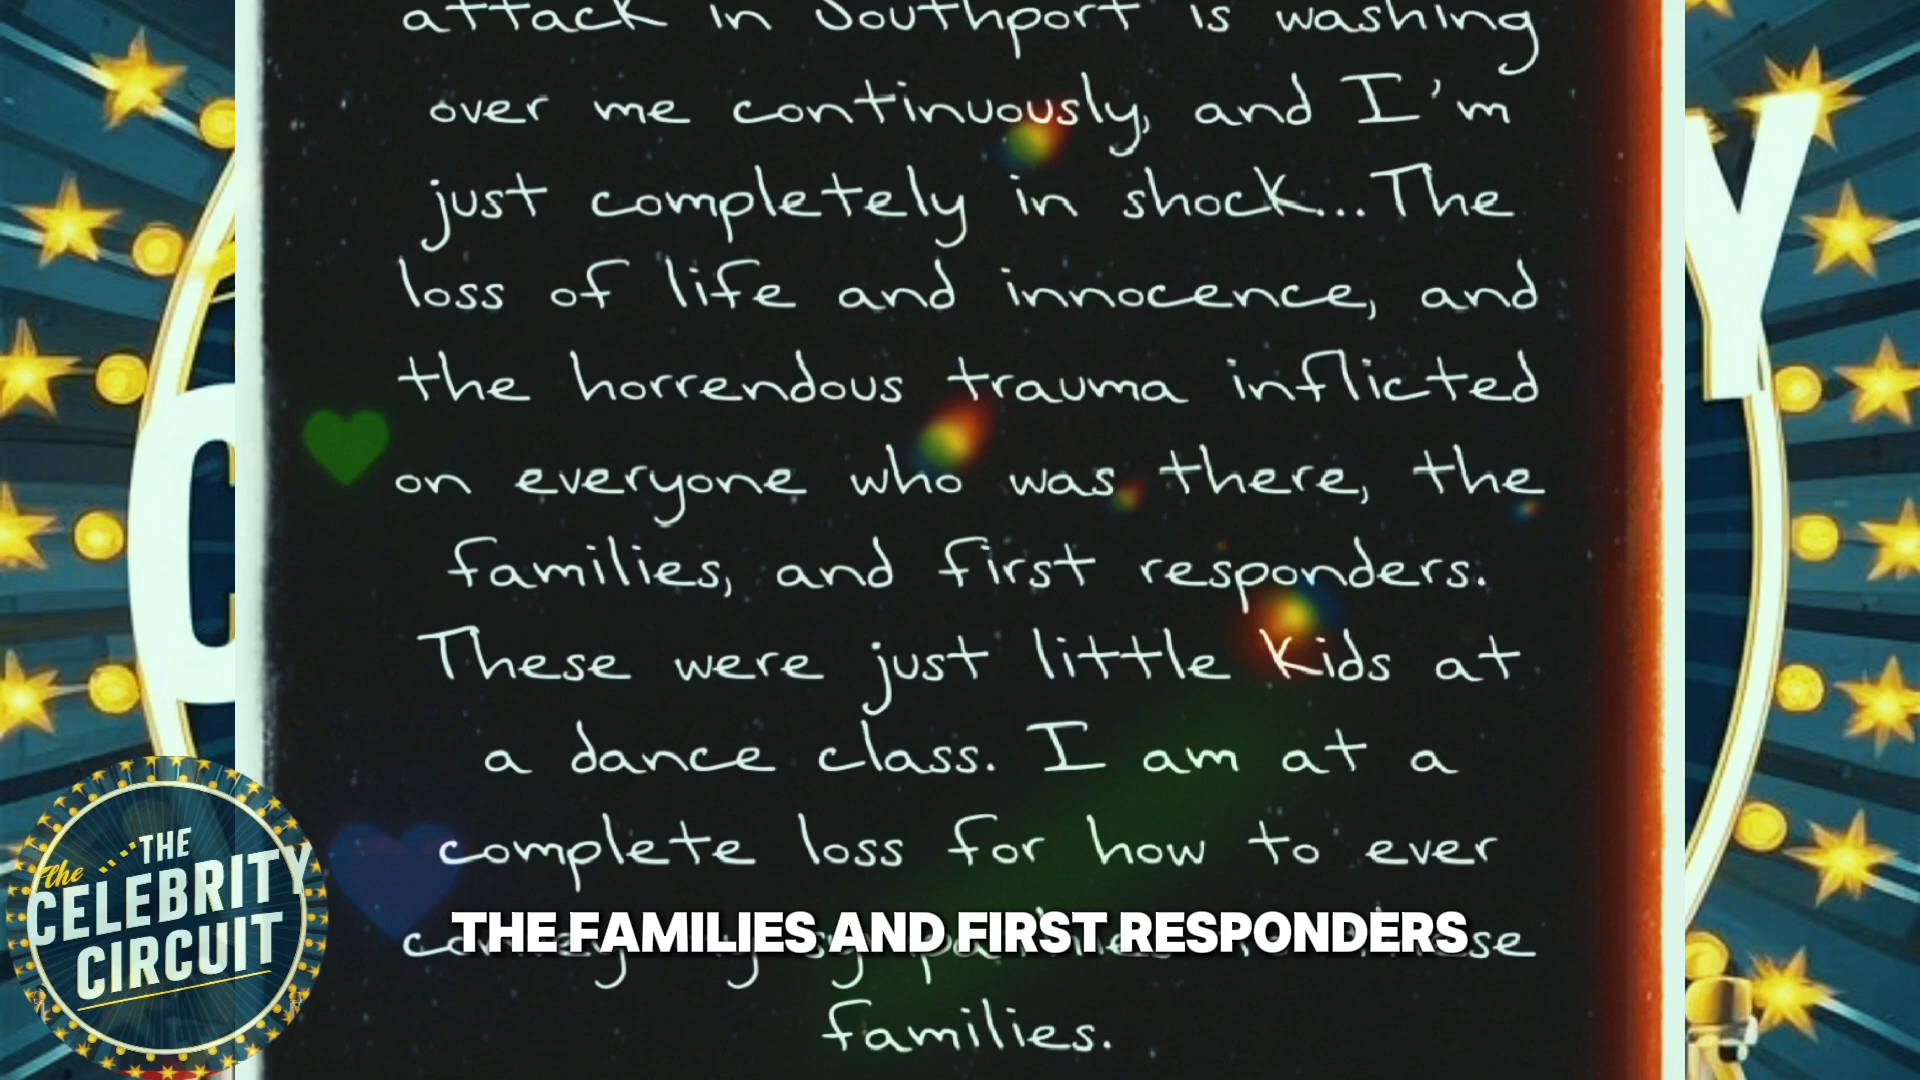 attack in Southport is washing
over me continuously, and I'm
just completely in shock...The
loss of life and innocence, and
the horrendous trauma inflicted
on everyone who was there, the
families, and first responders.
These were just little kids at
a dance class. I am at a
complete loss for how to ever
THE FAMILIES AND FIRST RESPONDERS
families.
the
THE
CELEBRITY
CIRCUIT
C
Y